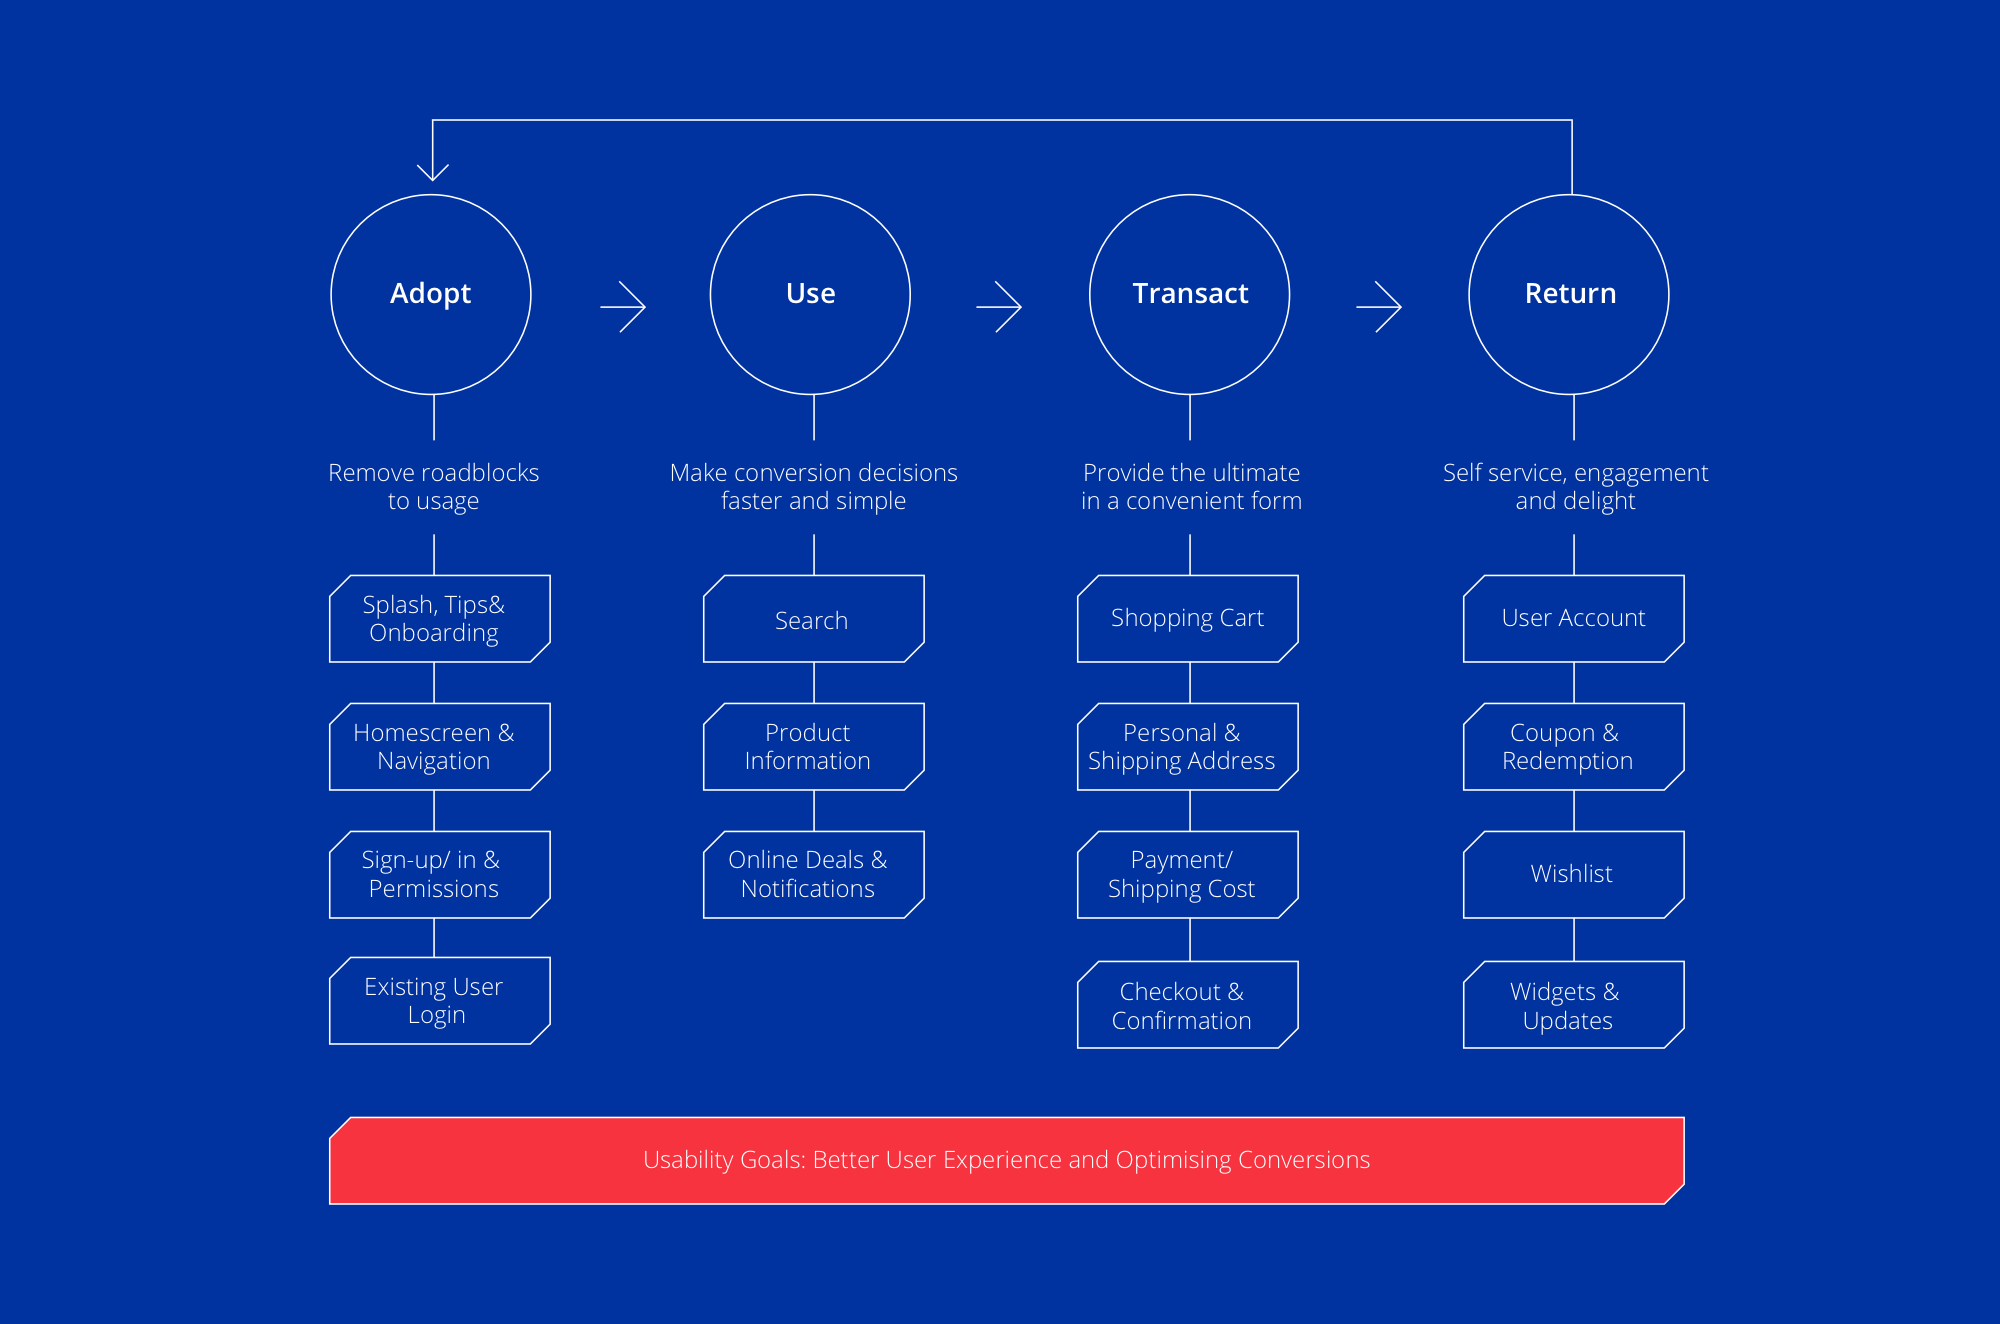 Adopt
Use
Transact
Return
Remove roadblocks
to usage
Make conversion decisions
faster and simple
Provide the ultimate
in a convenient form
Self service, engagement
and delight
Splash, Tips&
Onboarding
Homescreen &
Navigation
Sign-up/ in &
Permissions
Existing User
Login
Search
Product
Information
Online Deals &
Notifications
Shopping Cart
Personal &
Shipping Address
Payment/
Shipping Cost
Checkout &
Confirmation
User Account
Coupon &
Redemption
Wishlist
Widgets &
Updates
Usability Goals: Better User Experience and Optimising Conversions